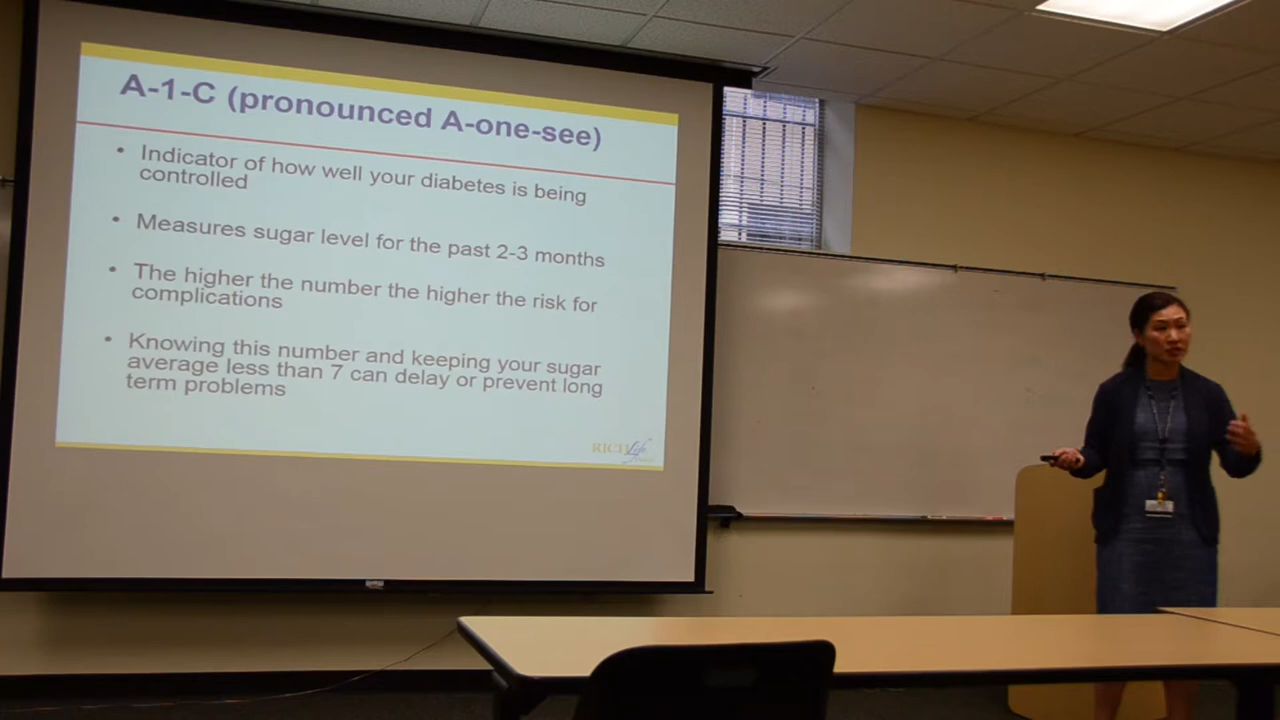 A-1-C (pronounced A-one-see)
• Indicator of how well your diabetes is being
controlled
• Measures sugar level for the past 2-3 months
• The higher the number the higher the risk for
complications
• Knowing this number and keeping your sugar
average less than 7 can delay or prevent long
term problems
RICH Life